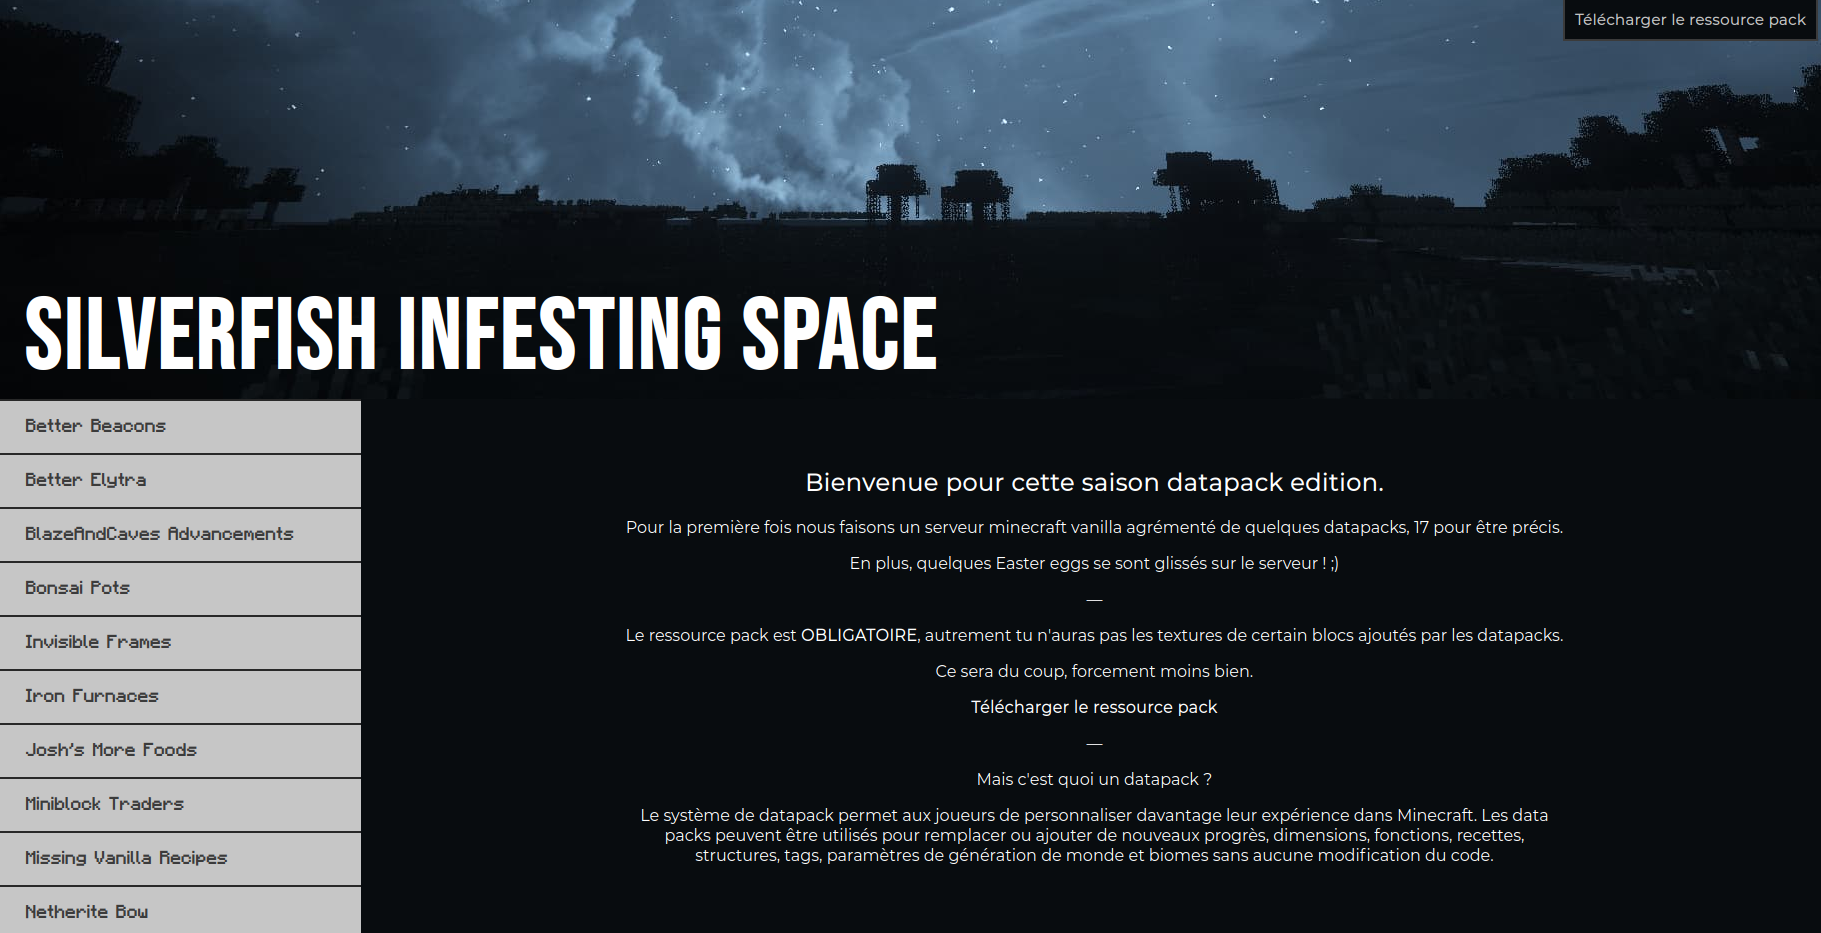 Télécharger le ressource pack
SILVERFISH INFESTING SPACE
Better Beacons
Better Elytra
BlazeAndCaves Advancements
Bonsai Pots
Invisible Frames
Iron Furnaces
Josh's More Foods
Miniblock Traders
Missing Vanilla Recipes
Netherite Bow
Bienvenue pour cette saison datapack edition.
Pour la première fois nous faisons un serveur minecraft vanilla agrémenté de quelques datapacks, 17 pour être précis.
En plus, quelques Easter eggs se sont glissés sur le serveur ! ;)
—
Le ressource pack est OBLIGATOIRE, autrement tu n'auras pas les textures de certain blocs ajoutés par les datapacks.
Ce sera du coup, forcement moins bien.
Télécharger le ressource pack
—
Mais c'est quoi un datapack ?
Le système de datapack permet aux joueurs de personnaliser davantage leur expérience dans Minecraft. Les data
packs peuvent être utilisés pour remplacer ou ajouter de nouveaux progrès, dimensions, fonctions, recettes,
structures, tags, paramètres de génération de monde et biomes sans aucune modification du code.